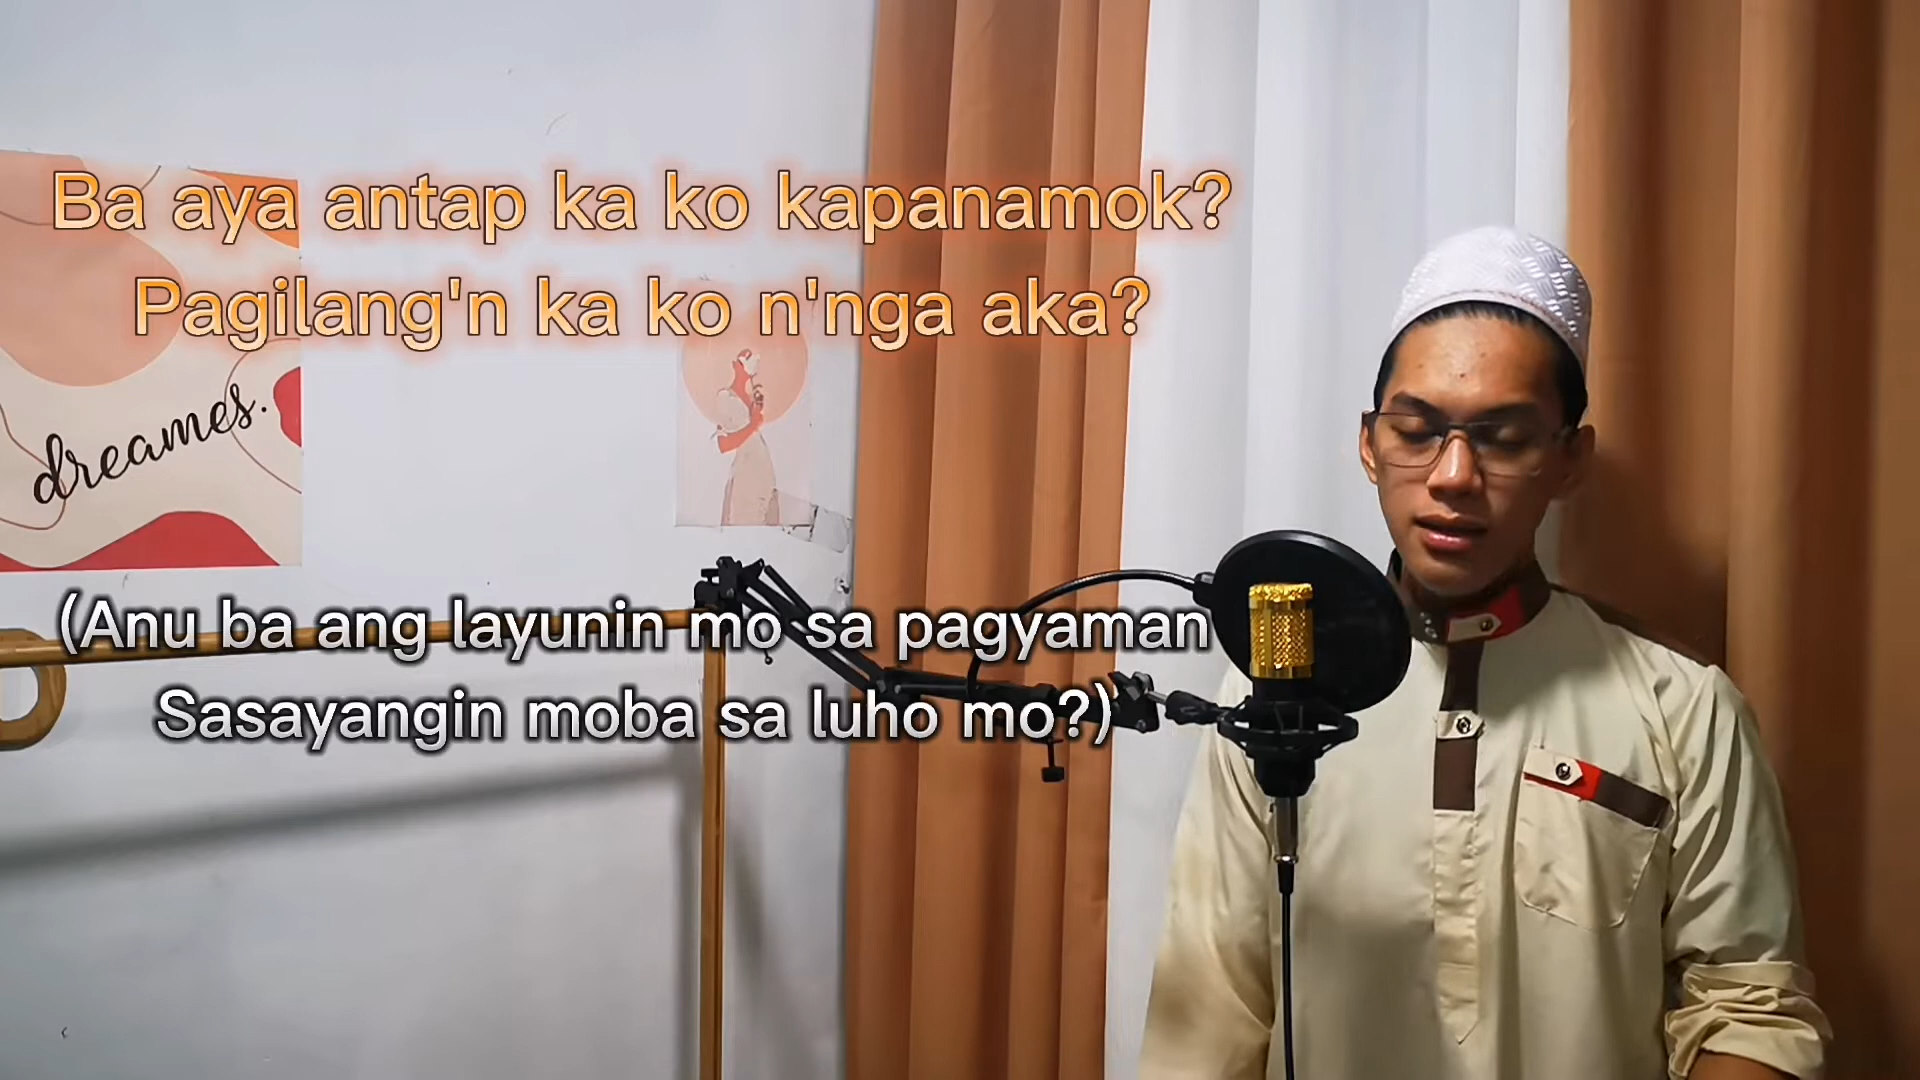 Ba aya antap ka ko kapanamok?
Pagilang'n ka ko n'nga aka?
dreames.
(Anu ba ang layunin mo sa pagyaman
Sasayangin moba sa luho mo?)